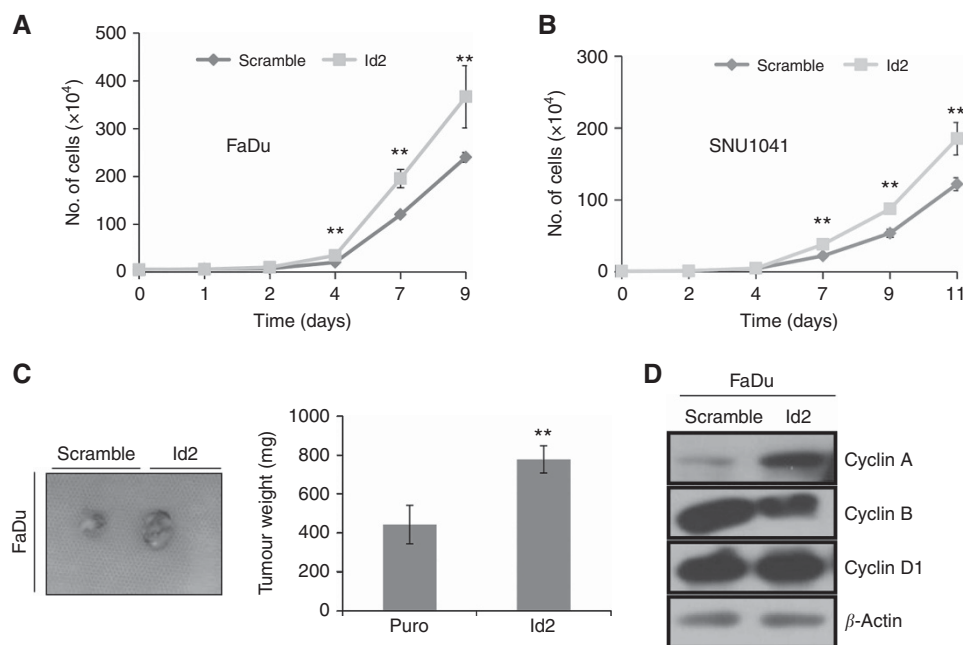 A
Scramble Id2
500
400
300
200
100
0
No. of cells (×10⁴)
FaDu
**
**
**
0 1 2 4 7 9
Time (days)
B
Scramble Id2
300
200
100
0
No. of cells (×10⁴)
SNU1041
**
**
**
0 2 4 7 9 11
Time (days)
C
Scramble Id2
FaDu
1000
800
600
400
200
0
Tumour weight (mg)
**
Puro Id2
D
FaDu
Scramble Id2
Cyclin A
Cyclin B
Cyclin D1
β-Actin